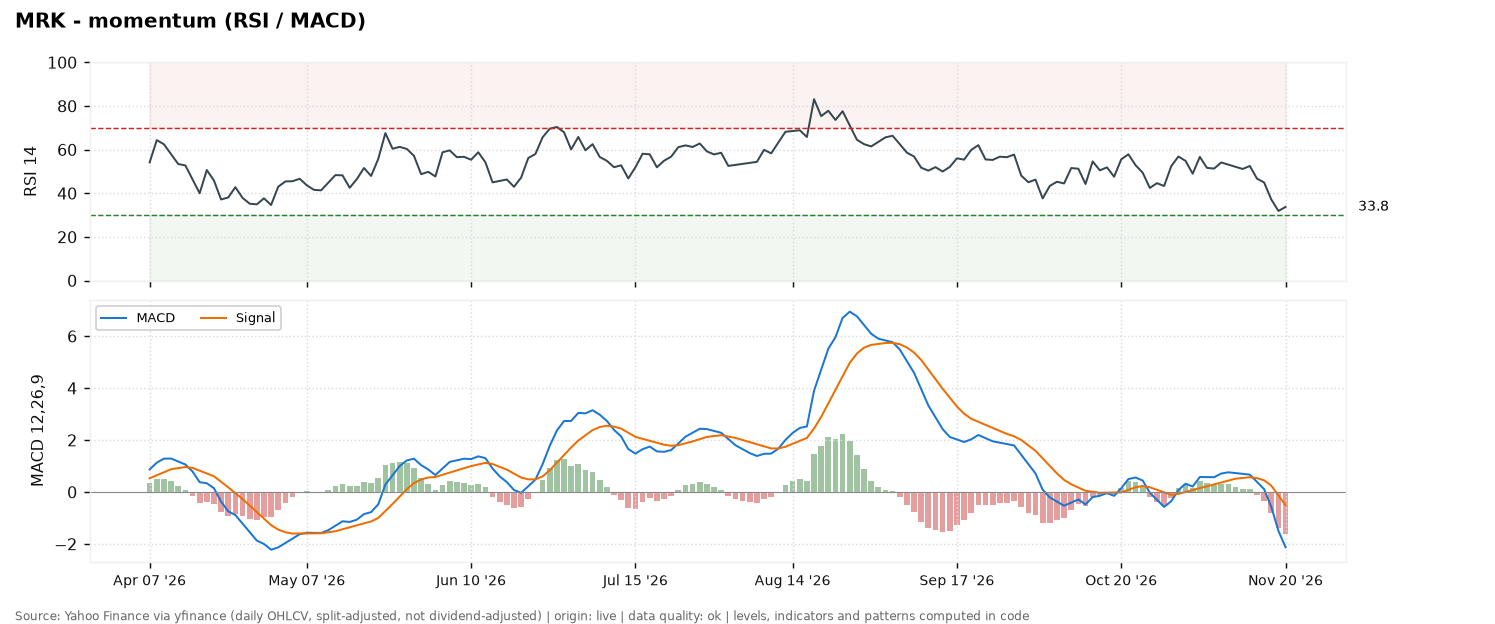 MRK - momentum (RSI / MACD)
100
80
60
40
20
0
RSI 14
33.8
MACD
Signal
6
4
2
0
−2
MACD 12,26,9
Apr 07 '26
May 07 '26
Jun 10 '26
Jul 15 '26
Aug 14 '26
Sep 17 '26
Oct 20 '26
Nov 20 '26
Source: Yahoo Finance via yfinance (daily OHLCV, split-adjusted, not dividend-adjusted) | origin: live | data quality: ok | levels, indicators and patterns computed in code